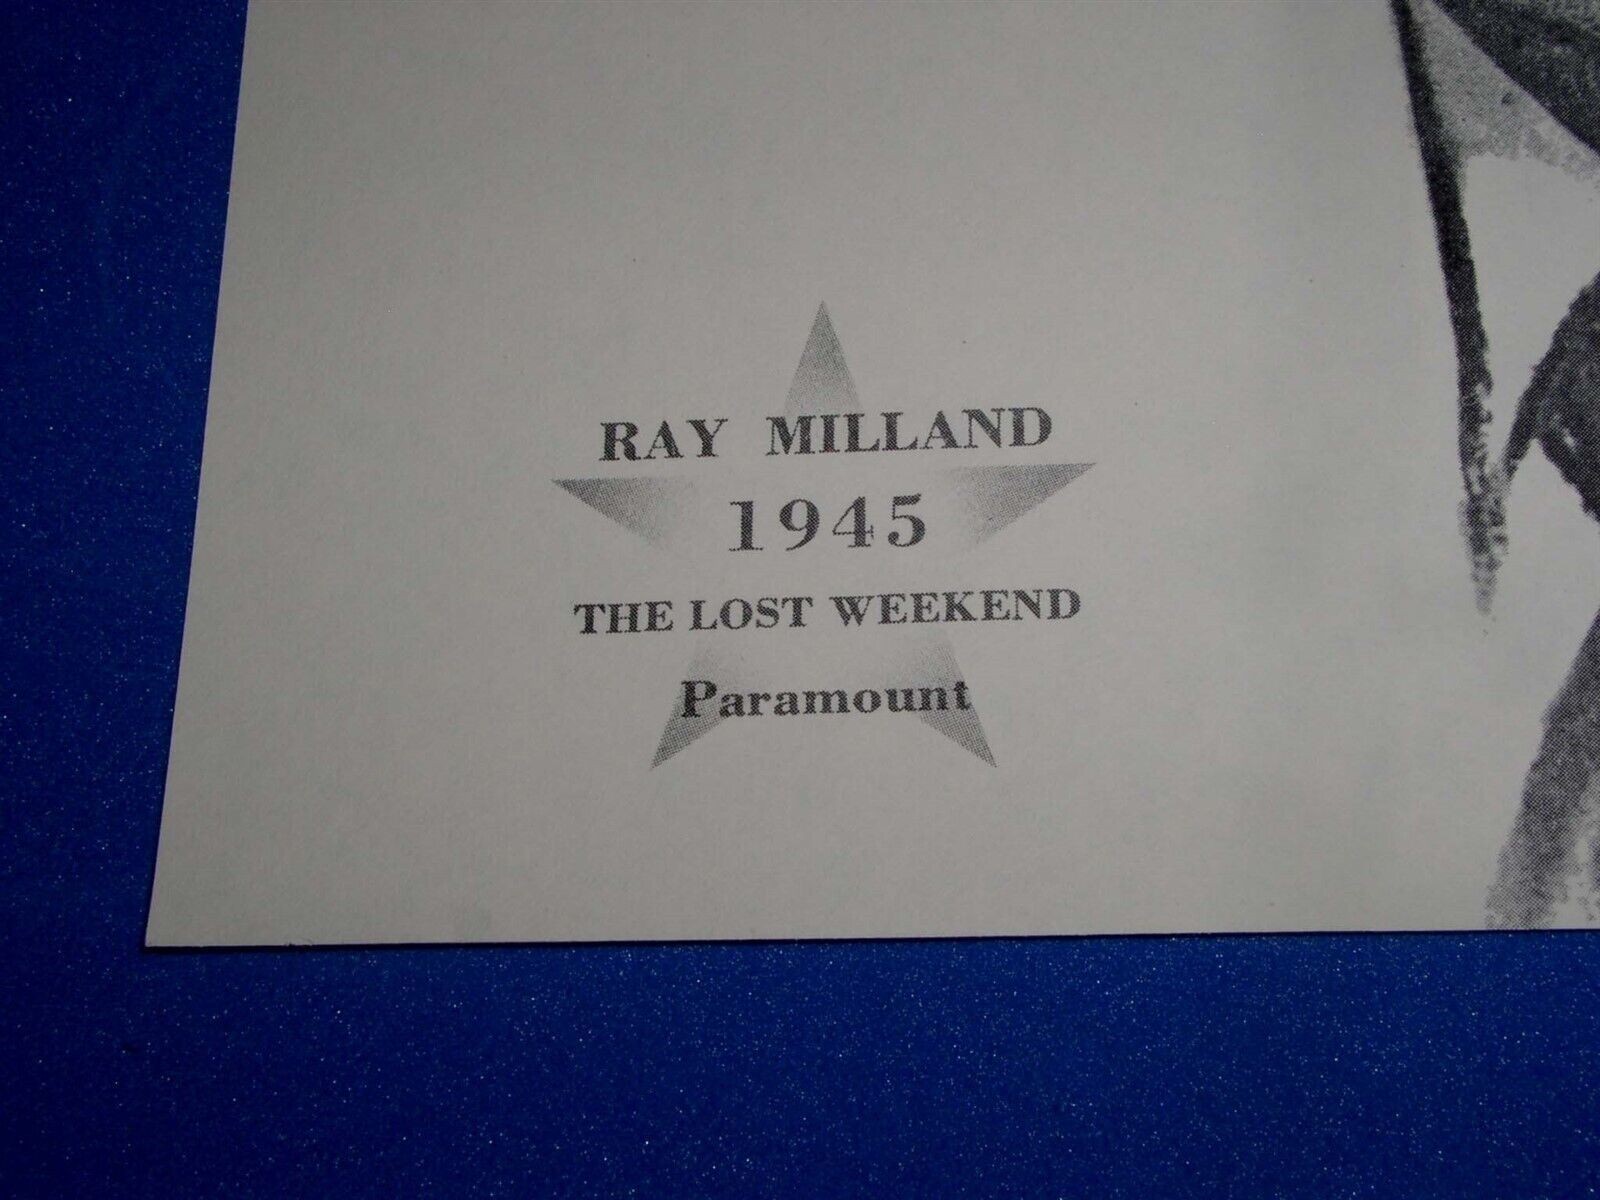 RAY MILLAND
1945
THE LOST WEEKEND
Paramount